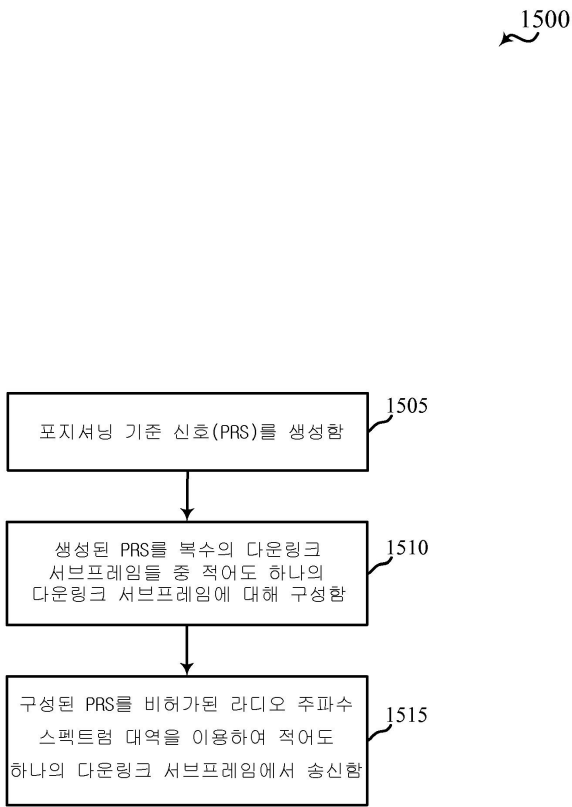 1500
포지셔닝 기준 신호(PRS)를 생성함
1505
생성된 PRS를 복수의 다운링크
서브프레임들 중 적어도 하나의
다운링크 서브프레임에 대해 구성함
1510
구성된 PRS를 비허가된 라디오 주파수
스펙트럼 대역을 이용하여 적어도
하나의 다운링크 서브프레임에서 송신함
1515